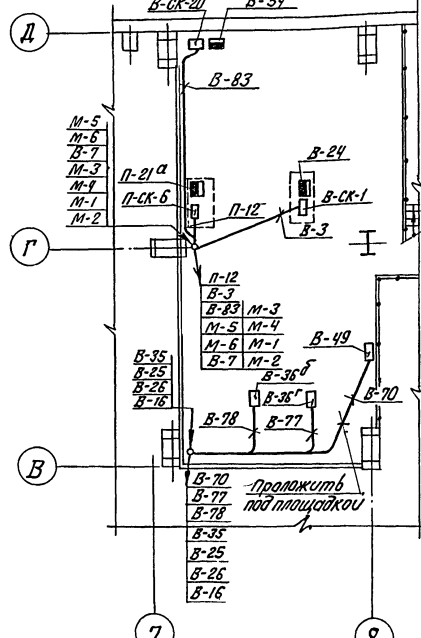 В-СК-20
В-54
Д
В-83
М-5
М-6
В-7
М-3
М-4
М-1
М-2
П-21а
В-24
П-СК-6
П-12
В-СК-1
В-3
Г
П-12
В-3
В-83 М-3
М-5 М-4
М-6 М-1
В-7 М-2
В-49
В-35
В-25
В-26
В-16
В-36б
В-36г
В-70
В-78
В-77
В
В-70
В-77
В-78
В-35
В-25
В-26
В-16
Проложить
под площадкой
7